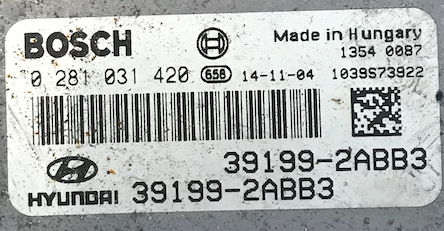 BOSCH Made in Hungary
1354 0087
0 281 031 420 656 14-11-04 1039S73922
39199-2ABB3
HYUNDAI 39199-2ABB3